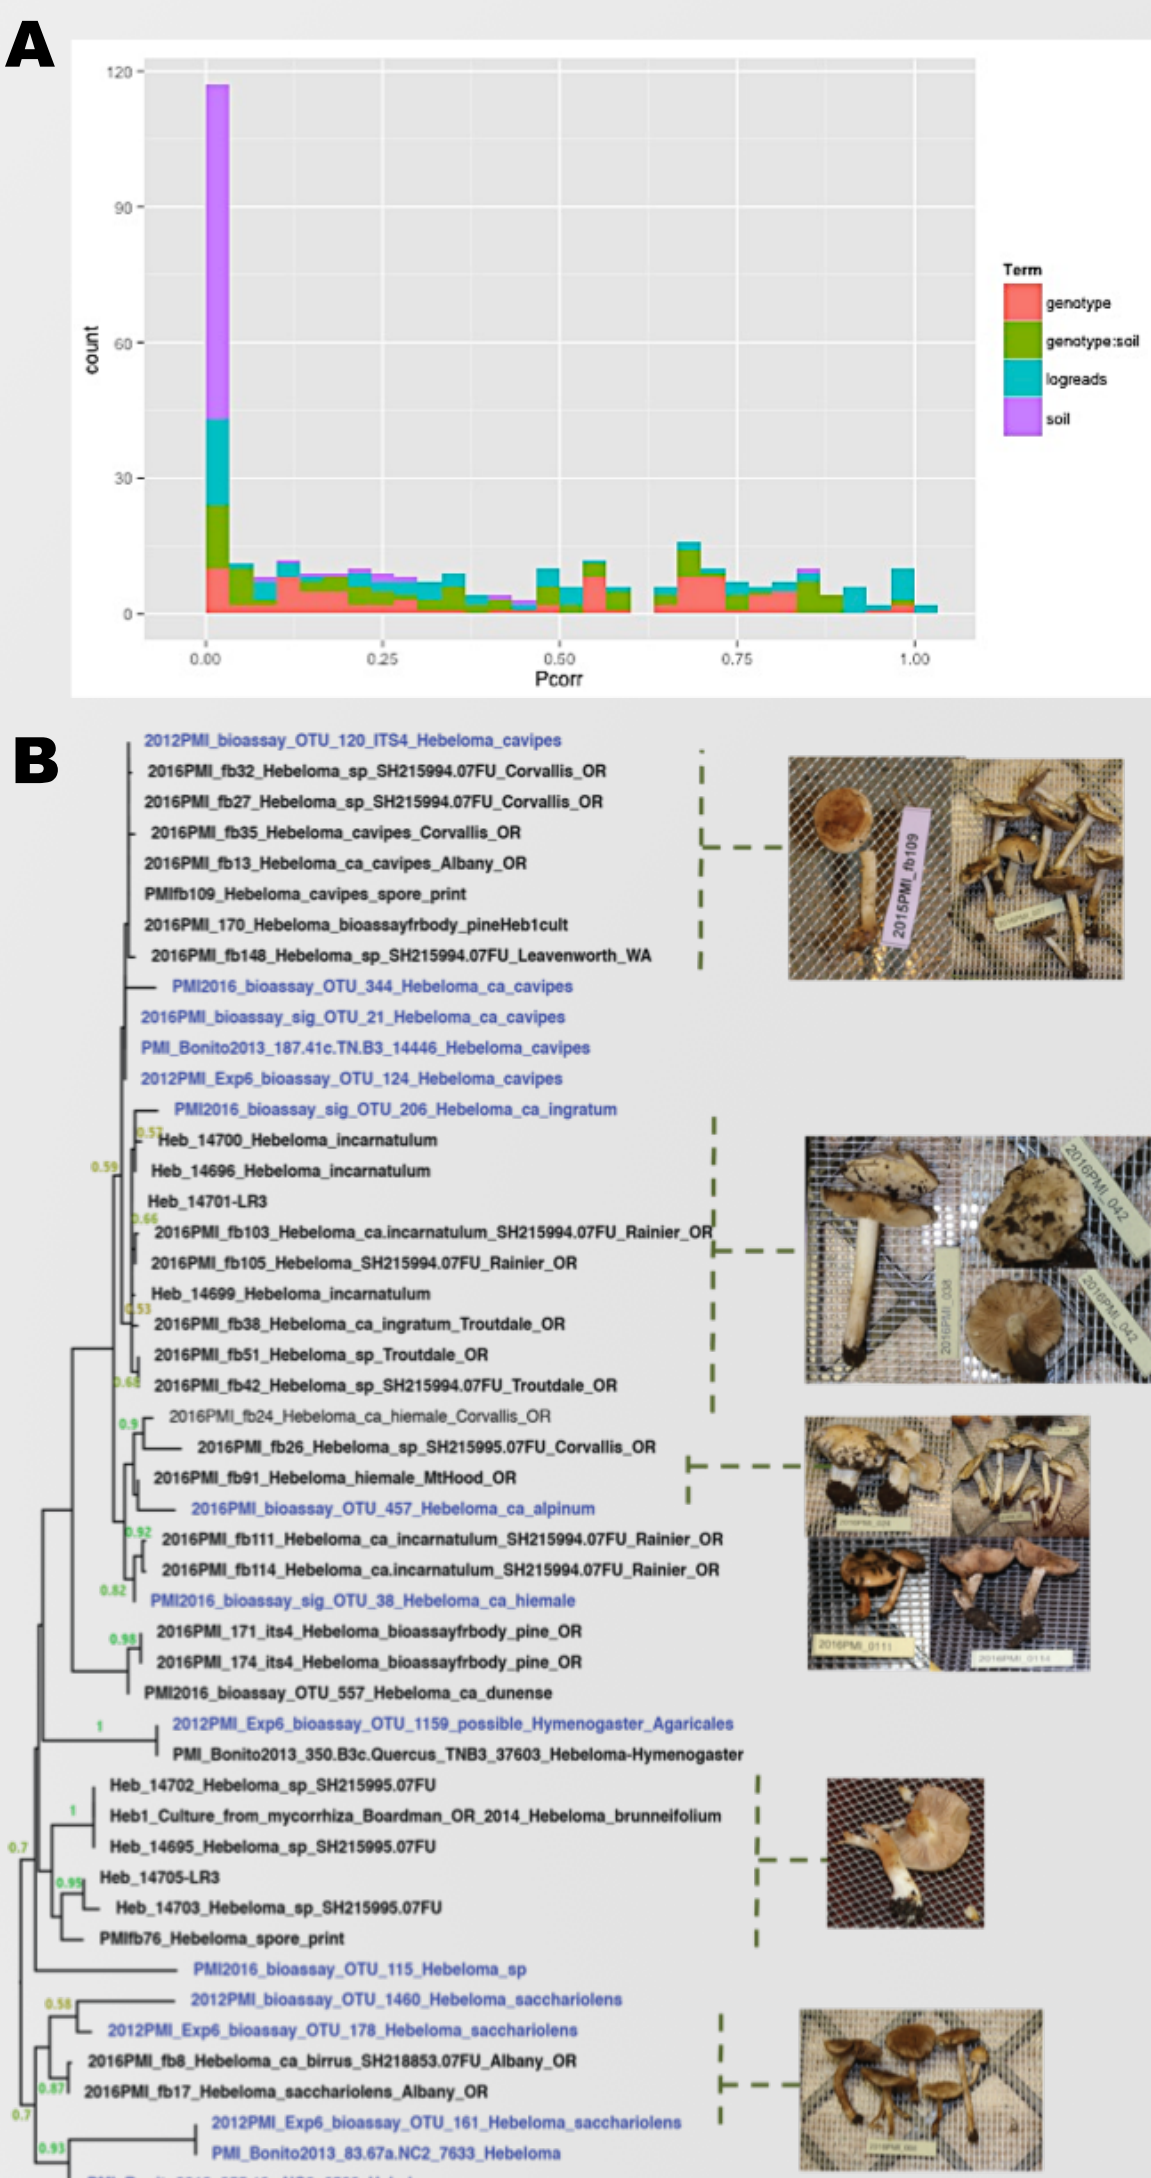 A
120
90
60
30
0
count
0.00
0.25
0.50
0.75
1.00
Pcorr
Term
genotype
genotype:soil
logreads
soil
B
2012PMI_bioassay_OTU_120_ITS4_Hebeloma_cavipes
2016PMI_fb32_Hebeloma_sp_SH215994.07FU_Corvallis_OR
2016PMI_fb27_Hebeloma_sp_SH215994.07FU_Corvallis_OR
2016PMI_fb35_Hebeloma_cavipes_Corvallis_OR
2016PMI_fb13_Hebeloma_ca_cavipes_Albany_OR
PMIfb109_Hebeloma_cavipes_spore_print
2016PMI_170_Hebeloma_bioassayfrbody_pineHeb1cult
2016PMI_fb148_Hebeloma_sp_SH215994.07FU_Leavenworth_WA
2015PMI_fb109
PMI2016_bioassay_OTU_344_Hebeloma_ca_cavipes
2016PMI_bioassay_sig_OTU_21_Hebeloma_ca_cavipes
PMI_Bonito2013_187.41c.TN.B3_14446_Hebeloma_cavipes
2012PMI_Exp6_bioassay_OTU_124_Hebeloma_cavipes
PMI2016_bioassay_sig_OTU_206_Hebeloma_ca_ingratum
0.57
Heb_14700_Hebeloma_incarnatulum
0.59
Heb_14696_Hebeloma_incarnatulum
Heb_14701-LR3
0.66
2016PMI_fb103_Hebeloma_ca.incarnatulum_SH215994.07FU_Rainier_OR
2016PMI_fb105_Hebeloma_SH215994.07FU_Rainier_OR
Heb_14699_Hebeloma_incarnatulum
0.53
2016PMI_fb38_Hebeloma_ca_ingratum_Troutdale_OR
2016PMI_fb51_Hebeloma_sp_Troutdale_OR
0.68
2016PMI_fb42_Hebeloma_sp_SH215994.07FU_Troutdale_OR
2016PMI_042
2016PMI_038
2016PMI_042
2016PMI_fb24_Hebeloma_ca_hiemale_Corvallis_OR
0.9
2016PMI_fb26_Hebeloma_sp_SH215995.07FU_Corvallis_OR
2016PMI_fb91_Hebeloma_hiemale_MtHood_OR
2016PMI_bioassay_OTU_457_Hebeloma_ca_alpinum
0.92
2016PMI_fb111_Hebeloma_ca_incarnatulum_SH215994.07FU_Rainier_OR
2016PMI_fb114_Hebeloma_ca.incarnatulum_SH215994.07FU_Rainier_OR
0.82
PMI2016_bioassay_sig_OTU_38_Hebeloma_ca_hiemale
2016PMI_0111
2016PMI_0114
0.98
2016PMI_171_its4_Hebeloma_bioassayfrbody_pine_OR
2016PMI_174_its4_Hebeloma_bioassayfrbody_pine_OR
PMI2016_bioassay_OTU_557_Hebeloma_ca_dunense
1
2012PMI_Exp6_bioassay_OTU_1159_possible_Hymenogaster_Agaricales
PMI_Bonito2013_350.B3c.Quercus_TNB3_37603_Hebeloma-Hymenogaster
Heb_14702_Hebeloma_sp_SH215995.07FU
1
Heb1_Culture_from_mycorrhiza_Boardman_OR_2014_Hebeloma_brunneifolium
0.7
Heb_14695_Hebeloma_sp_SH215995.07FU
Heb_14705-LR3
0.95
Heb_14703_Hebeloma_sp_SH215995.07FU
PMIfb76_Hebeloma_spore_print
PMI2016_bioassay_OTU_115_Hebeloma_sp
0.58
2012PMI_bioassay_OTU_1460_Hebeloma_sacchariolens
2012PMI_Exp6_bioassay_OTU_178_Hebeloma_sacchariolens
2016PMI_fb8_Hebeloma_ca_birrus_SH218853.07FU_Albany_OR
0.87
2016PMI_fb17_Hebeloma_sacchariolens_Albany_OR
0.7
2012PMI_Exp6_bioassay_OTU_161_Hebeloma_sacchariolens
0.93
PMI_Bonito2013_83.67a.NC2_7633_Hebeloma